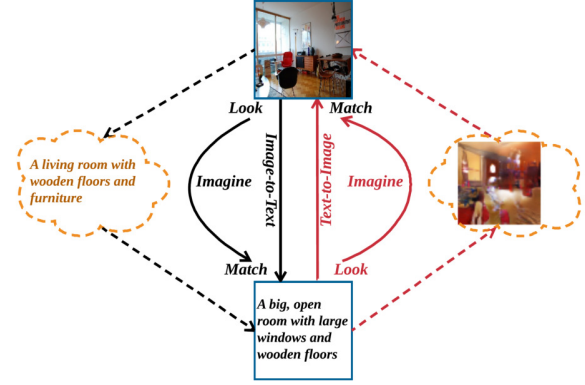 Look
Match
A living room with
wooden floors and
furniture
Imagine
Image-to-Text
Text-to-Image
Imagine
Match
Look
A big, open
room with large
windows and
wooden floors